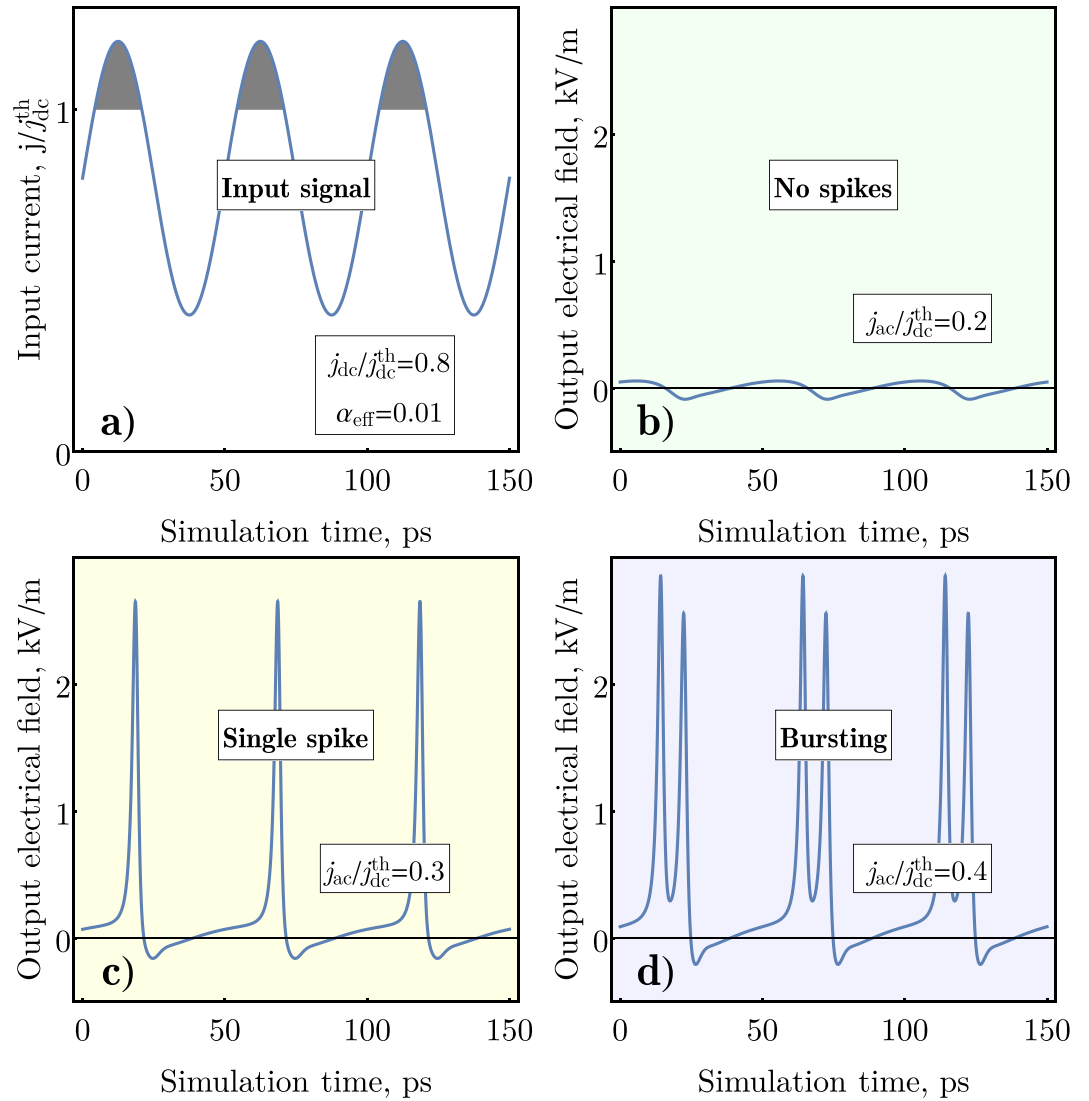 Input current, j/j_dc^th
1
0
Input signal
j_dc/j_dc^th=0.8
α_eff=0.01
a)
0 50 100 150
Simulation time, ps
Output electrical field, kV/m
2
1
0
No spikes
j_ac/j_dc^th=0.2
b)
0 50 100 150
Simulation time, ps
Output electrical field, kV/m
2
1
0
Single spike
j_ac/j_dc^th=0.3
c)
0 50 100 150
Simulation time, ps
Output electrical field, kV/m
2
1
0
Bursting
j_ac/j_dc^th=0.4
d)
0 50 100 150
Simulation time, ps